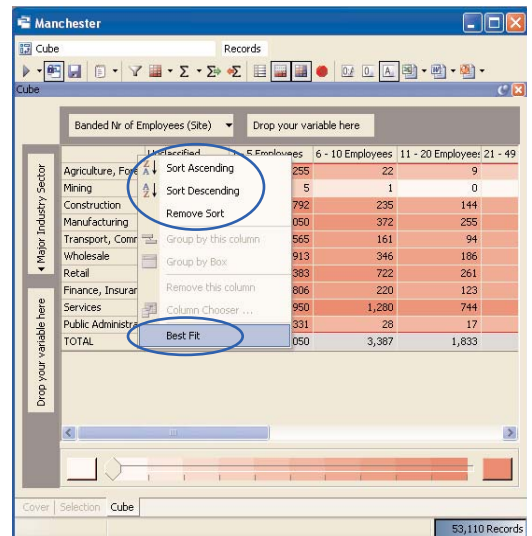 Manchester
Cube Records
Cube
Banded Nr of Employees (Site) Drop your variable here
Unclassified 5 Employees 6 - 10 Employees 11 - 20 Employees 21 - 49
Major Industry Sector
Drop your variable here
Agriculture, Fore 255 22 9
Mining 5 1 0
Construction 792 235 144
Manufacturing 050 372 255
Transport, Comr 565 161 94
Wholesale 913 346 186
Retail 383 722 261
Finance, Insurar 806 220 123
Services 950 1,280 744
Public Administra 331 28 17
TOTAL 050 3,387 1,833
Sort Ascending
Sort Descending
Remove Sort
Group by this column
Group by Box
Remove this column
Column Chooser ...
Best Fit
Cover Selection Cube
53,110 Records